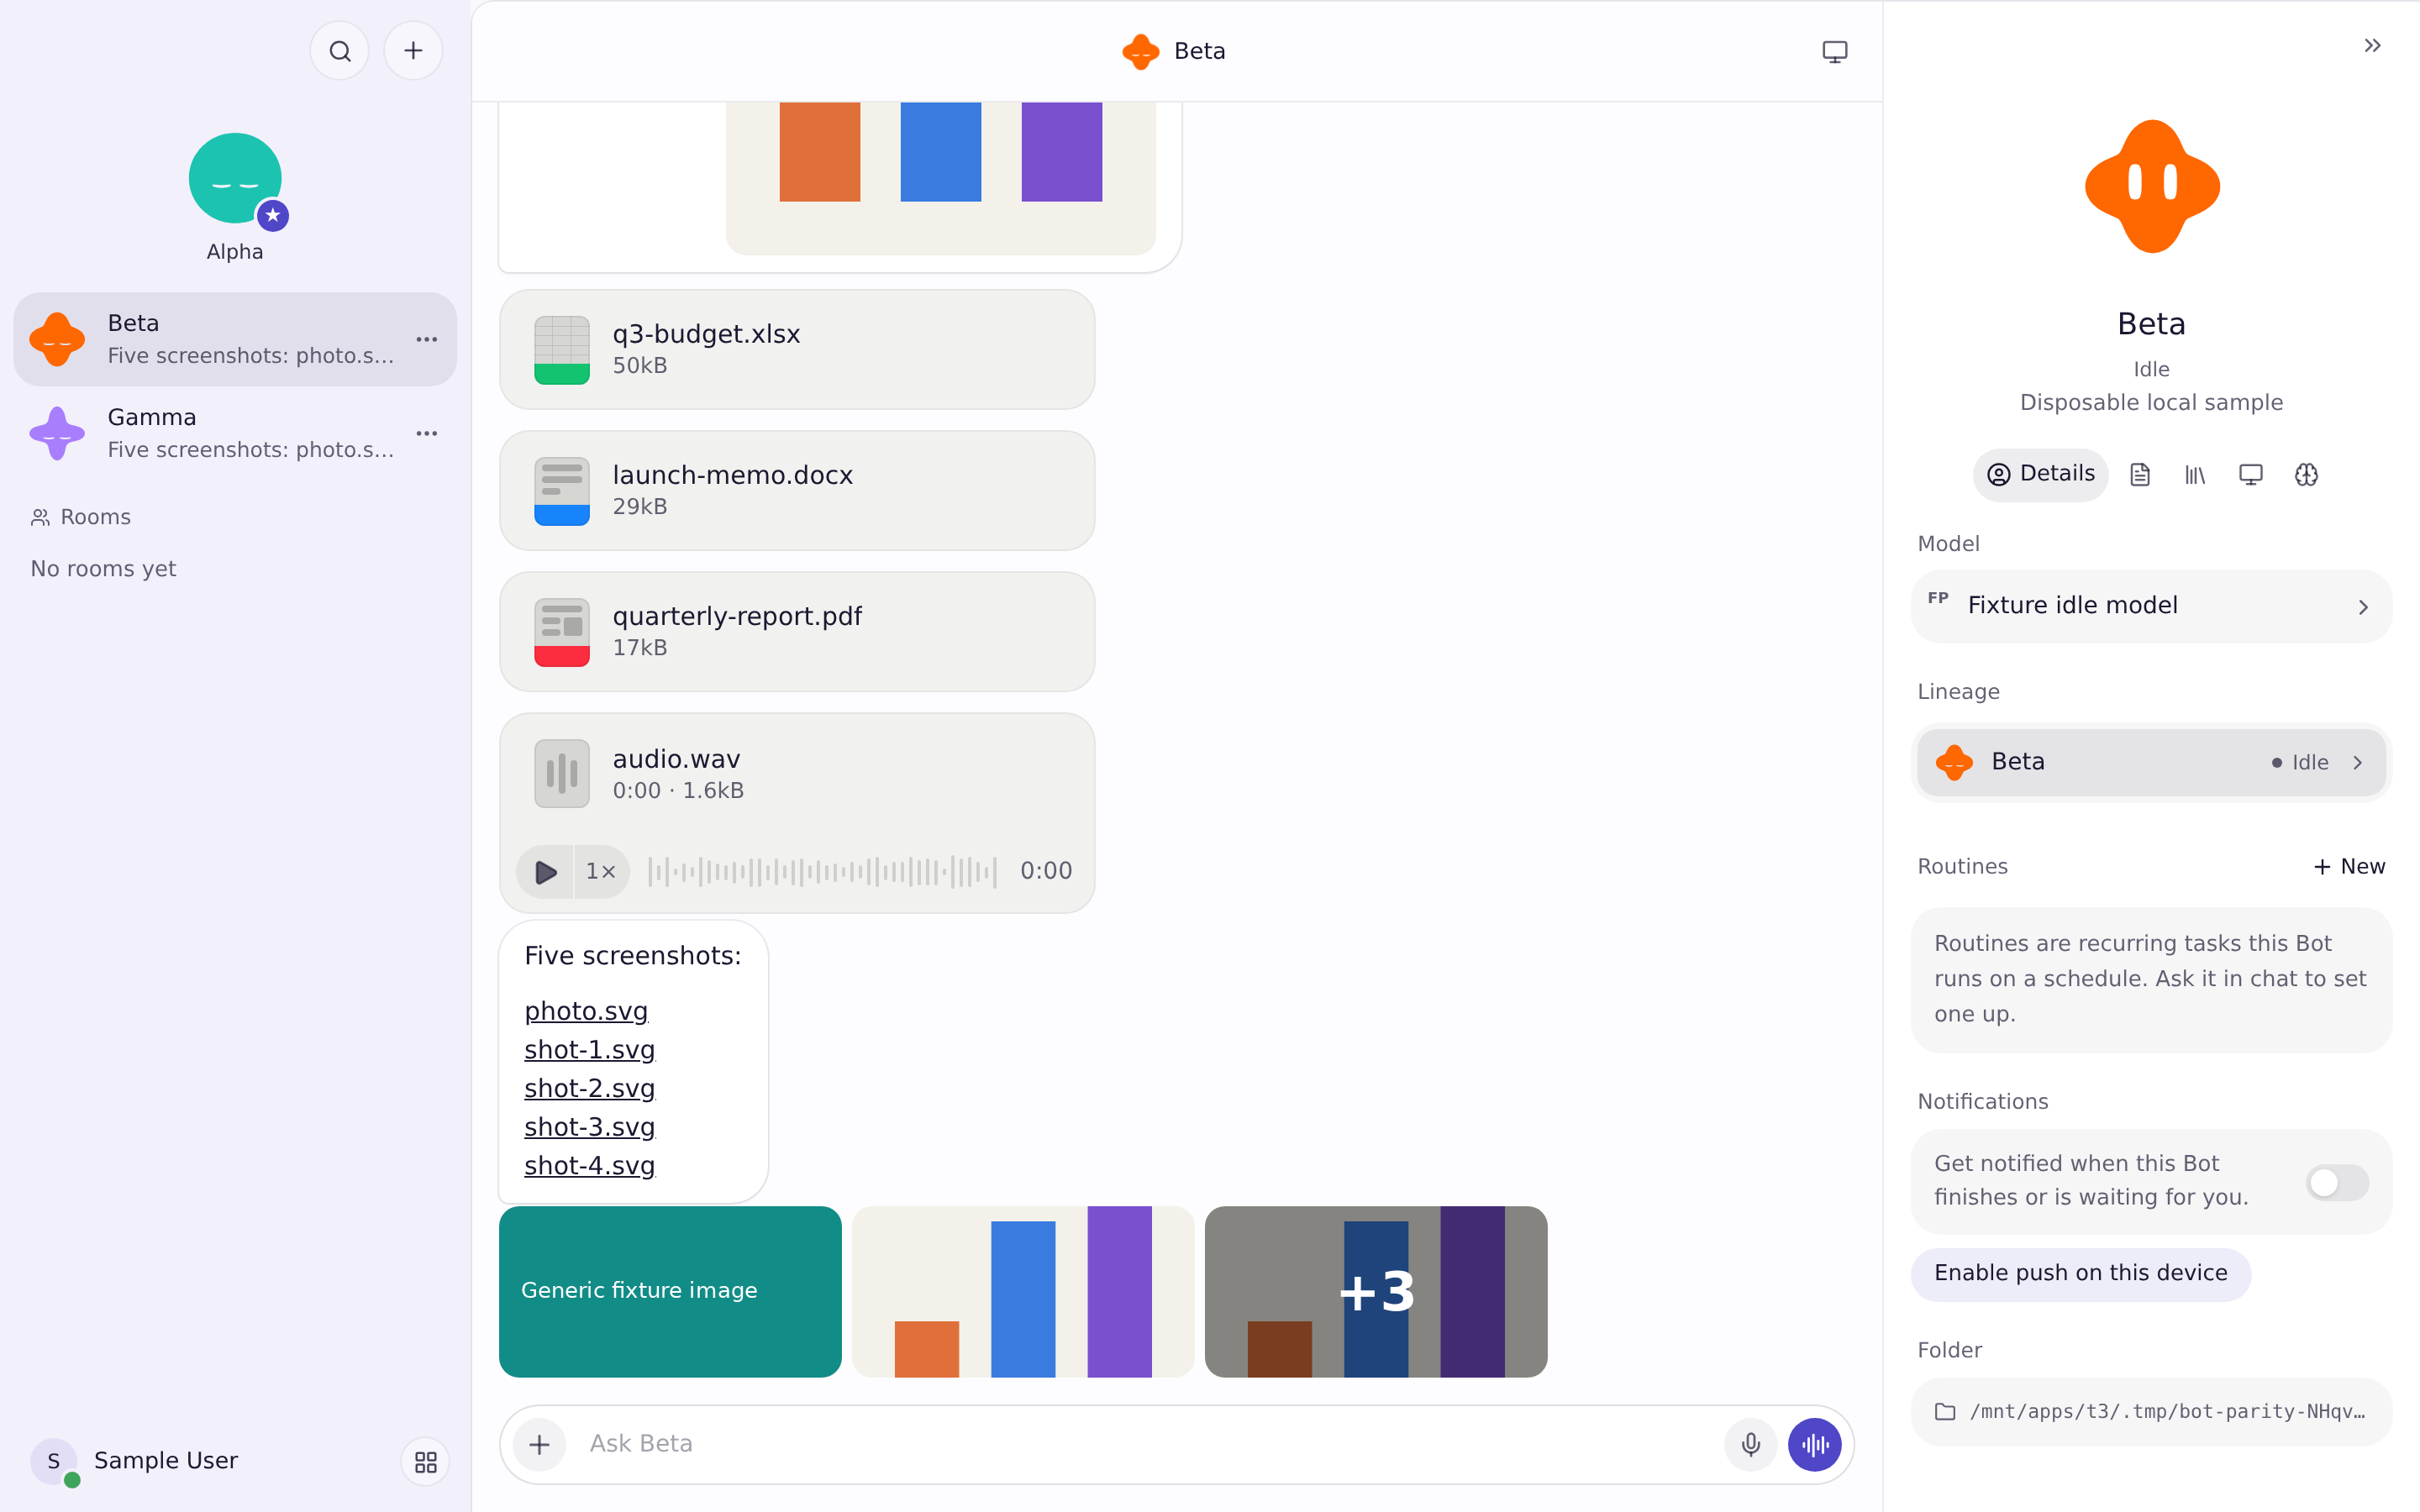 Alpha
Beta
Five screenshots: photo.s...
Gamma
Five screenshots: photo.s...
Rooms
No rooms yet
S
Sample User
Beta
q3-budget.xlsx
50kB
launch-memo.docx
29kB
quarterly-report.pdf
17kB
audio.wav
0:00 · 1.6kB
1×
0:00
Five screenshots:
photo.svg
shot-1.svg
shot-2.svg
shot-3.svg
shot-4.svg
Generic fixture image
+3
Ask Beta
Beta
Idle
Disposable local sample
Details
Model
FP Fixture idle model
Lineage
Beta Idle
Routines New
Routines are recurring tasks this Bot
runs on a schedule. Ask it in chat to set
one up.
Notifications
Get notified when this Bot
finishes or is waiting for you.
Enable push on this device
Folder
/mnt/apps/t3/.tmp/bot-parity-NHqv…